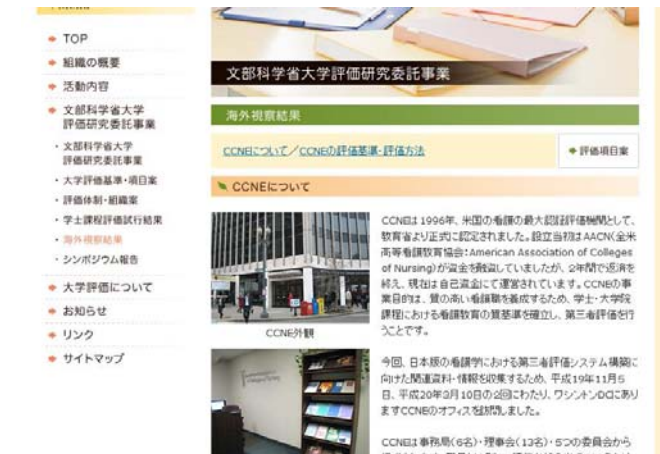 TOP
組織の概要
活動内容
文部科学省大学
評価研究委託事業
・文部科学省大学
評価研究委託事業
・大学評価基準・項目案
・評価体制・組織案
・学士課程評価試行結果
・海外視察結果
・シンポジウム報告
大学評価について
お知らせ
リンク
サイトマップ
文部科学省大学評価研究委託事業
海外視察結果
CCNEについて／CCNEの評価基準・評価方法
評価項目案
CCNEについて
CCNEは1996年、米国の看護の最大認証評価機関として、
教育省より正式に認定されました。設立当初はAACN(全米
高等看護教育協会:American Association of Colleges
of Nursing)が資金を融資していましたが、2年間で返済を
終え、現在は自己資金にて運営されています。CCNEの事
業目的は、質の高い看護職を養成するため、学士・大学院
課程における看護教育の質基準を確立し、第三者評価を行
うことです。
CCNE外観
今回、日本版の看護学における第三者評価システム構築に
向けた関連資料・情報を収集するため、平成19年11月5
日、平成20年3月10日の2回にわたり、ワシントンDCにあり
ますCCNEのオフィスを訪問しました。
CCNEは事務局(6名)・理事会(13名)・5つの委員会から